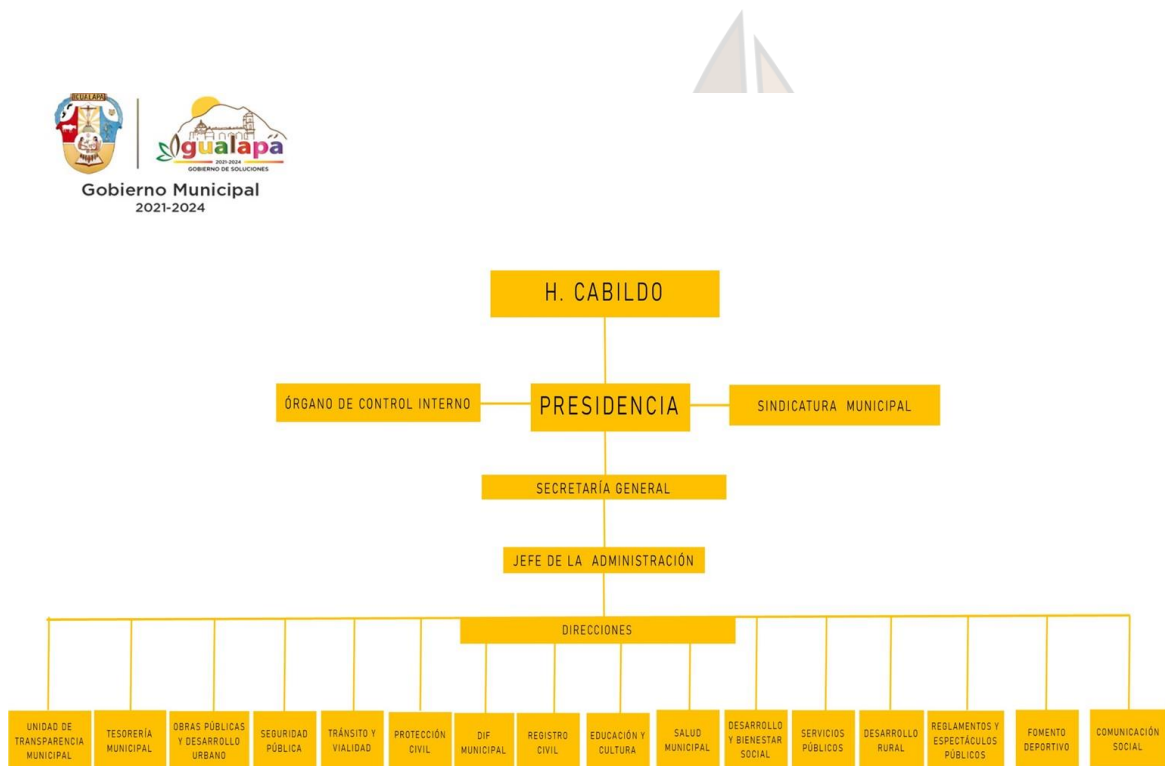 OGUALAPA
Igualapa
2021-2024
GOBIERNO DE SOLUCIONES
Gobierno Municipal
2021-2024
H. CABILDO
ÓRGANO DE CONTROL INTERNO
PRESIDENCIA
SINDICATURA MUNICIPAL
SECRETARÍA GENERAL
JEFE DE LA ADMINISTRACIÓN
DIRECCIONES
UNIDAD DE
TRANSPARENCIA
MUNICIPAL
TESORERÍA
MUNICIPAL
OBRAS PÚBLICAS
Y DESARROLLO
URBANO
SEGURIDAD
PÚBLICA
TRÁNSITO Y
VIALIDAD
PROTECCIÓN
CIVIL
DIF
MUNICIPAL
REGISTRO
CIVIL
EDUCACIÓN Y
CULTURA
SALUD
MUNICIPAL
DESARROLLO
Y BIENESTAR
SOCIAL
SERVICIOS
PÚBLICOS
DESARROLLO
RURAL
REGLAMENTOS Y
ESPECTÁCULOS
PÚBLICOS
FOMENTO
DEPORTIVO
COMUNICACIÓN
SOCIAL